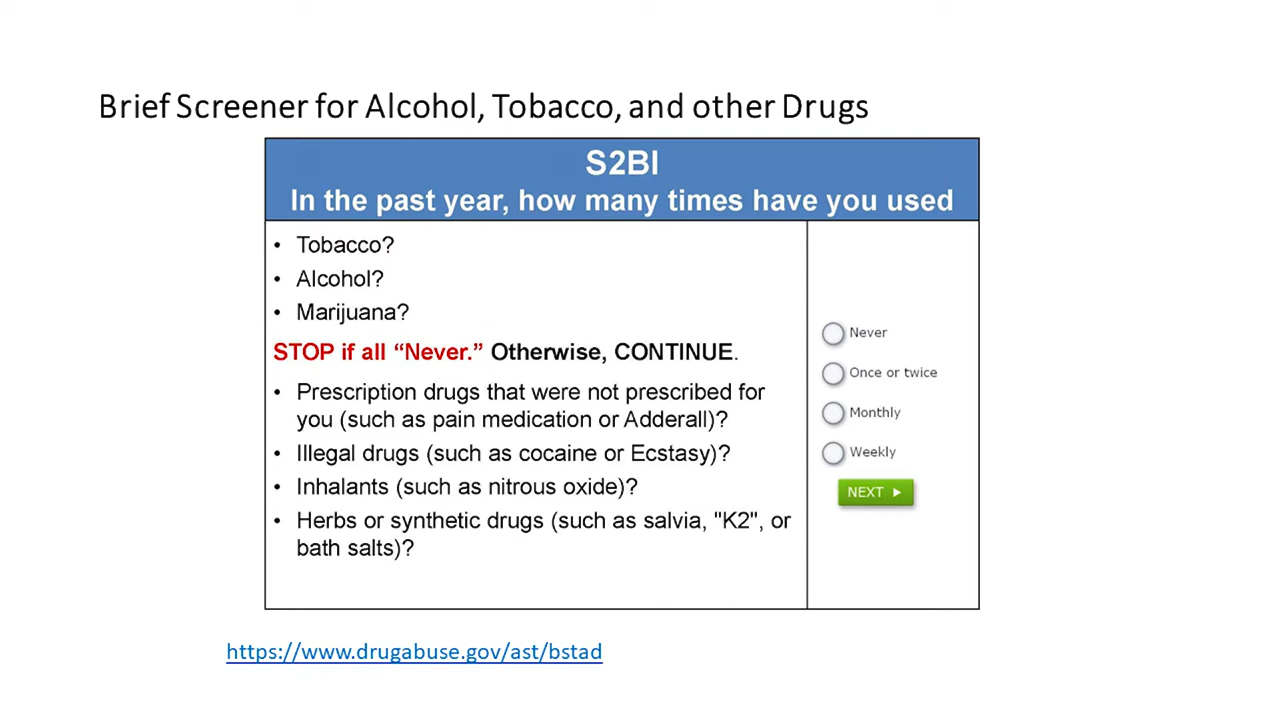 Brief Screener for Alcohol, Tobacco, and other Drugs
S2BI
In the past year, how many times have you used
• Tobacco?
• Alcohol?
• Marijuana?
STOP if all “Never.” Otherwise, CONTINUE.
• Prescription drugs that were not prescribed for
you (such as pain medication or Adderall)?
• Illegal drugs (such as cocaine or Ecstasy)?
• Inhalants (such as nitrous oxide)?
• Herbs or synthetic drugs (such as salvia, "K2", or
bath salts)?
Never
Once or twice
Monthly
Weekly
NEXT
https://www.drugabuse.gov/ast/bstad